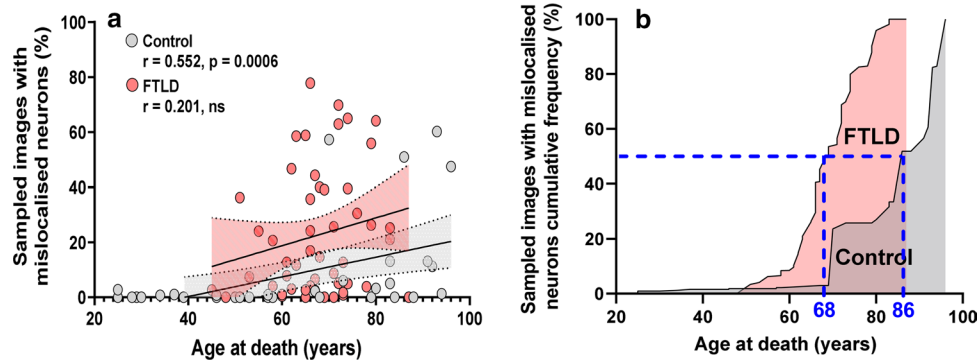 a
Control
r = 0.552, p = 0.0006
FTLD
r = 0.201, ns
Sampled images with
mislocalised neurons (%)
100
80
60
40
20
0
20
40
60
80
100
Age at death (years)
b
Sampled images with mislocalised
neurons cumulative frequency (%)
100
80
60
40
20
0
FTLD
Control
20
40
60
80
100
68
86
Age at death (years)